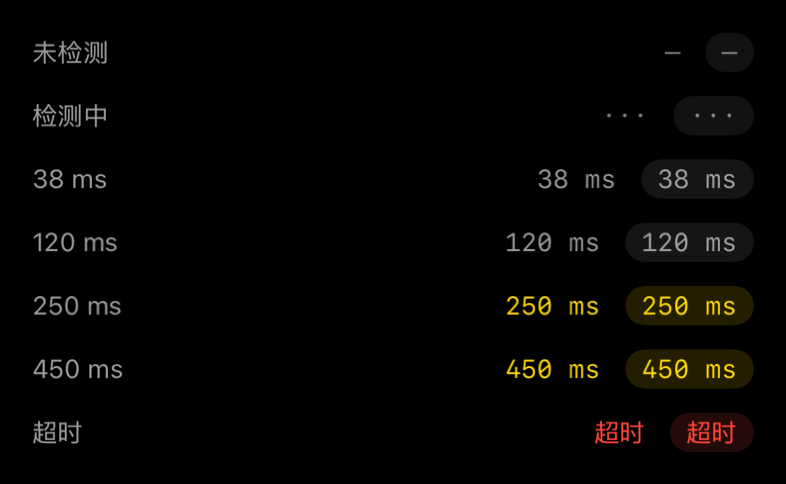 未检测 – –
检测中 ··· ···
38 ms 38 ms 38 ms
120 ms 120 ms 120 ms
250 ms 250 ms 250 ms
450 ms 450 ms 450 ms
超时 超时 超时